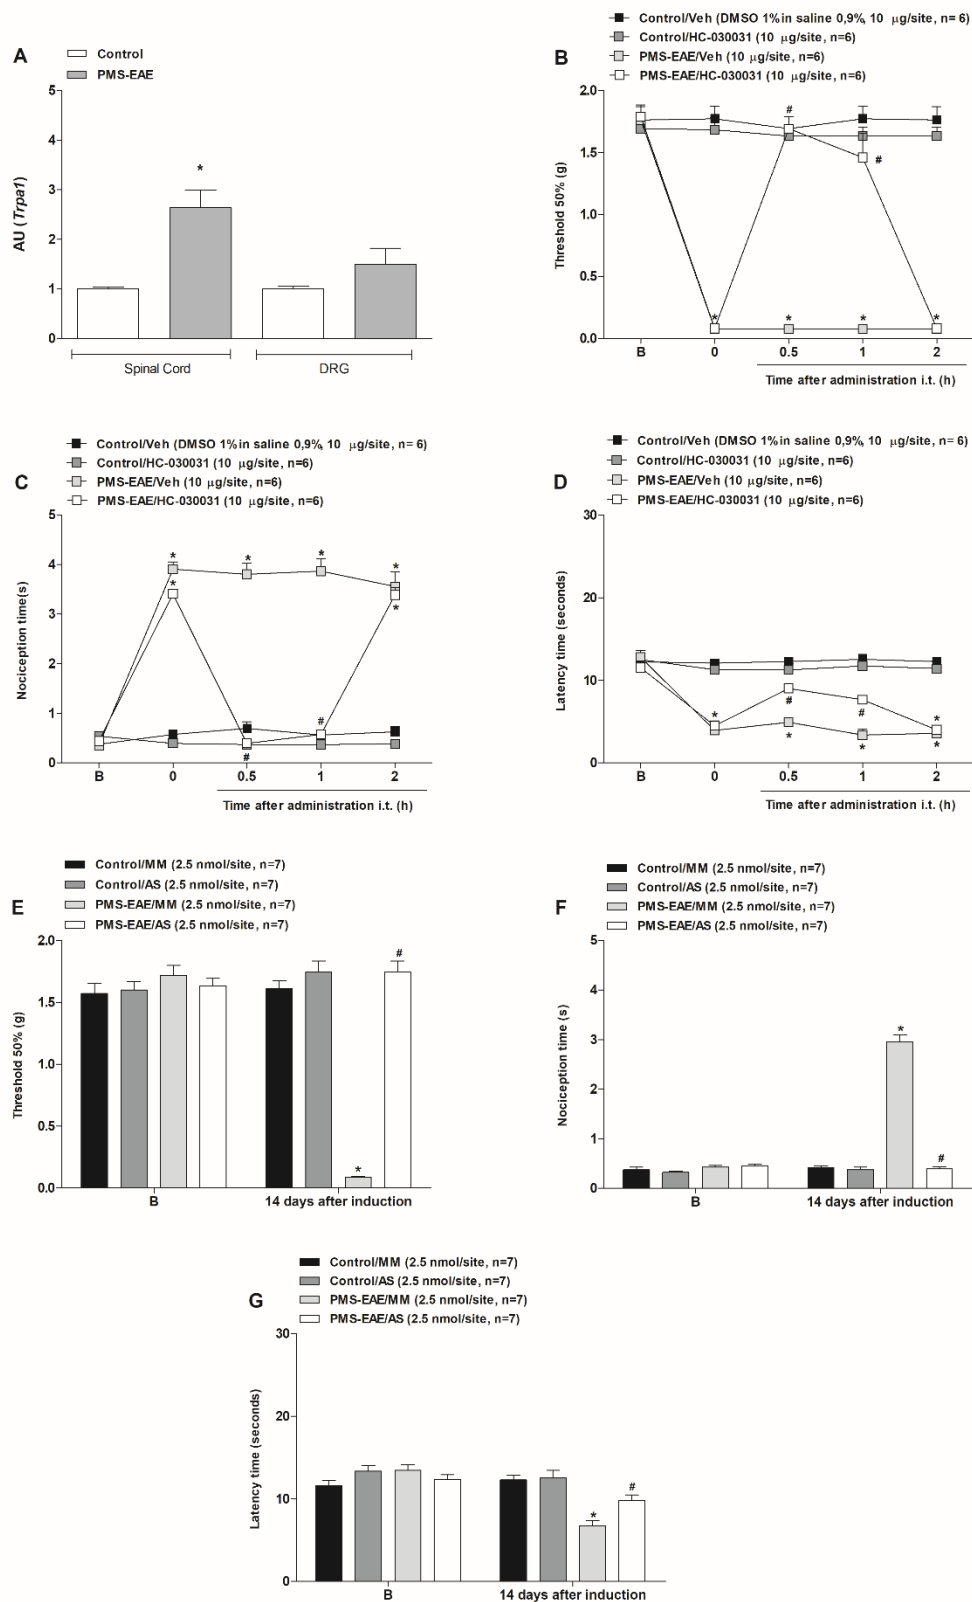 A
Control
PMS-EAE
AU (Trpa1)
5
4
3
2
1
0
*
Spinal Cord
DRG
B
Control/Veh (DMSO 1% in saline 0,9%, 10 µg/site, n= 6)
Control/HC-030031 (10 µg/site, n=6)
PMS-EAE/Veh (10 µg/site, n=6)
PMS-EAE/HC-030031 (10 µg/site, n=6)
Threshold 50% (g)
2.0
1.5
1.0
0.5
0.0
#
#
* * * *
B 0 0.5 1 2
Time after administration i.t. (h)
C
Control/Veh (DMSO 1% in saline 0,9%, 10 µg/site, n= 6)
Control/HC-030031 (10 µg/site, n=6)
PMS-EAE/Veh (10 µg/site, n=6)
PMS-EAE/HC-030031 (10 µg/site, n=6)
Nociception time(s)
5
4
3
2
1
0
* * * *
* *
#
#
B 0 0.5 1 2
Time after administration i.t. (h)
D
Control/Veh (DMSO 1% in saline 0,9%, 10 µg/site, n= 6)
Control/HC-030031 (10 µg/site, n=6)
PMS-EAE/Veh (10 µg/site, n=6)
PMS-EAE/HC-030031 (10 µg/site, n=6)
Latency time (seconds)
30
20
10
0
* # # *
* * *
B 0 0.5 1 2
Time after administration i.t. (h)
E
Control/MM (2.5 nmol/site, n=7)
Control/AS (2.5 nmol/site, n=7)
PMS-EAE/MM (2.5 nmol/site, n=7)
PMS-EAE/AS (2.5 nmol/site, n=7)
Threshold 50% (g)
2.0
1.5
1.0
0.5
0.0
#
*
B 14 days after induction
F
Control/MM (2.5 nmol/site, n=7)
Control/AS (2.5 nmol/site, n=7)
PMS-EAE/MM (2.5 nmol/site, n=7)
PMS-EAE/AS (2.5 nmol/site, n=7)
Nociception time (s)
5
4
3
2
1
0
*
#
B 14 days after induction
G
Control/MM (2.5 nmol/site, n=7)
Control/AS (2.5 nmol/site, n=7)
PMS-EAE/MM (2.5 nmol/site, n=7)
PMS-EAE/AS (2.5 nmol/site, n=7)
Latency time (seconds)
30
20
10
0
* #
B 14 days after induction